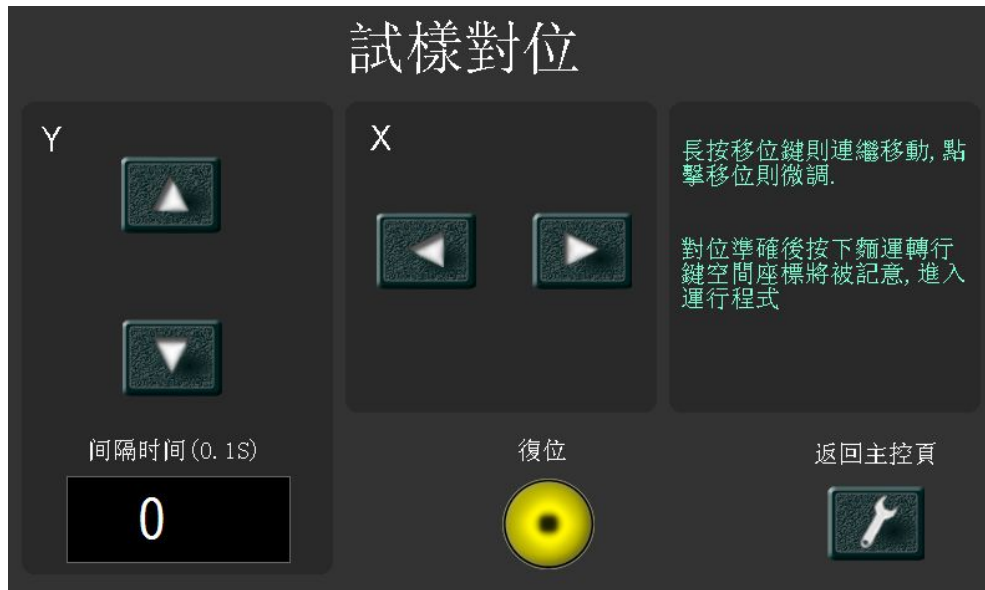 試樣對位
Y
X
長按移位鍵則連繼移動,點
擊移位則微調.
對位準確後按下麵運轉行
鍵空間座標將被記意,進入
運行程式
间隔时间(0.1S)
0
復位
返回主控頁